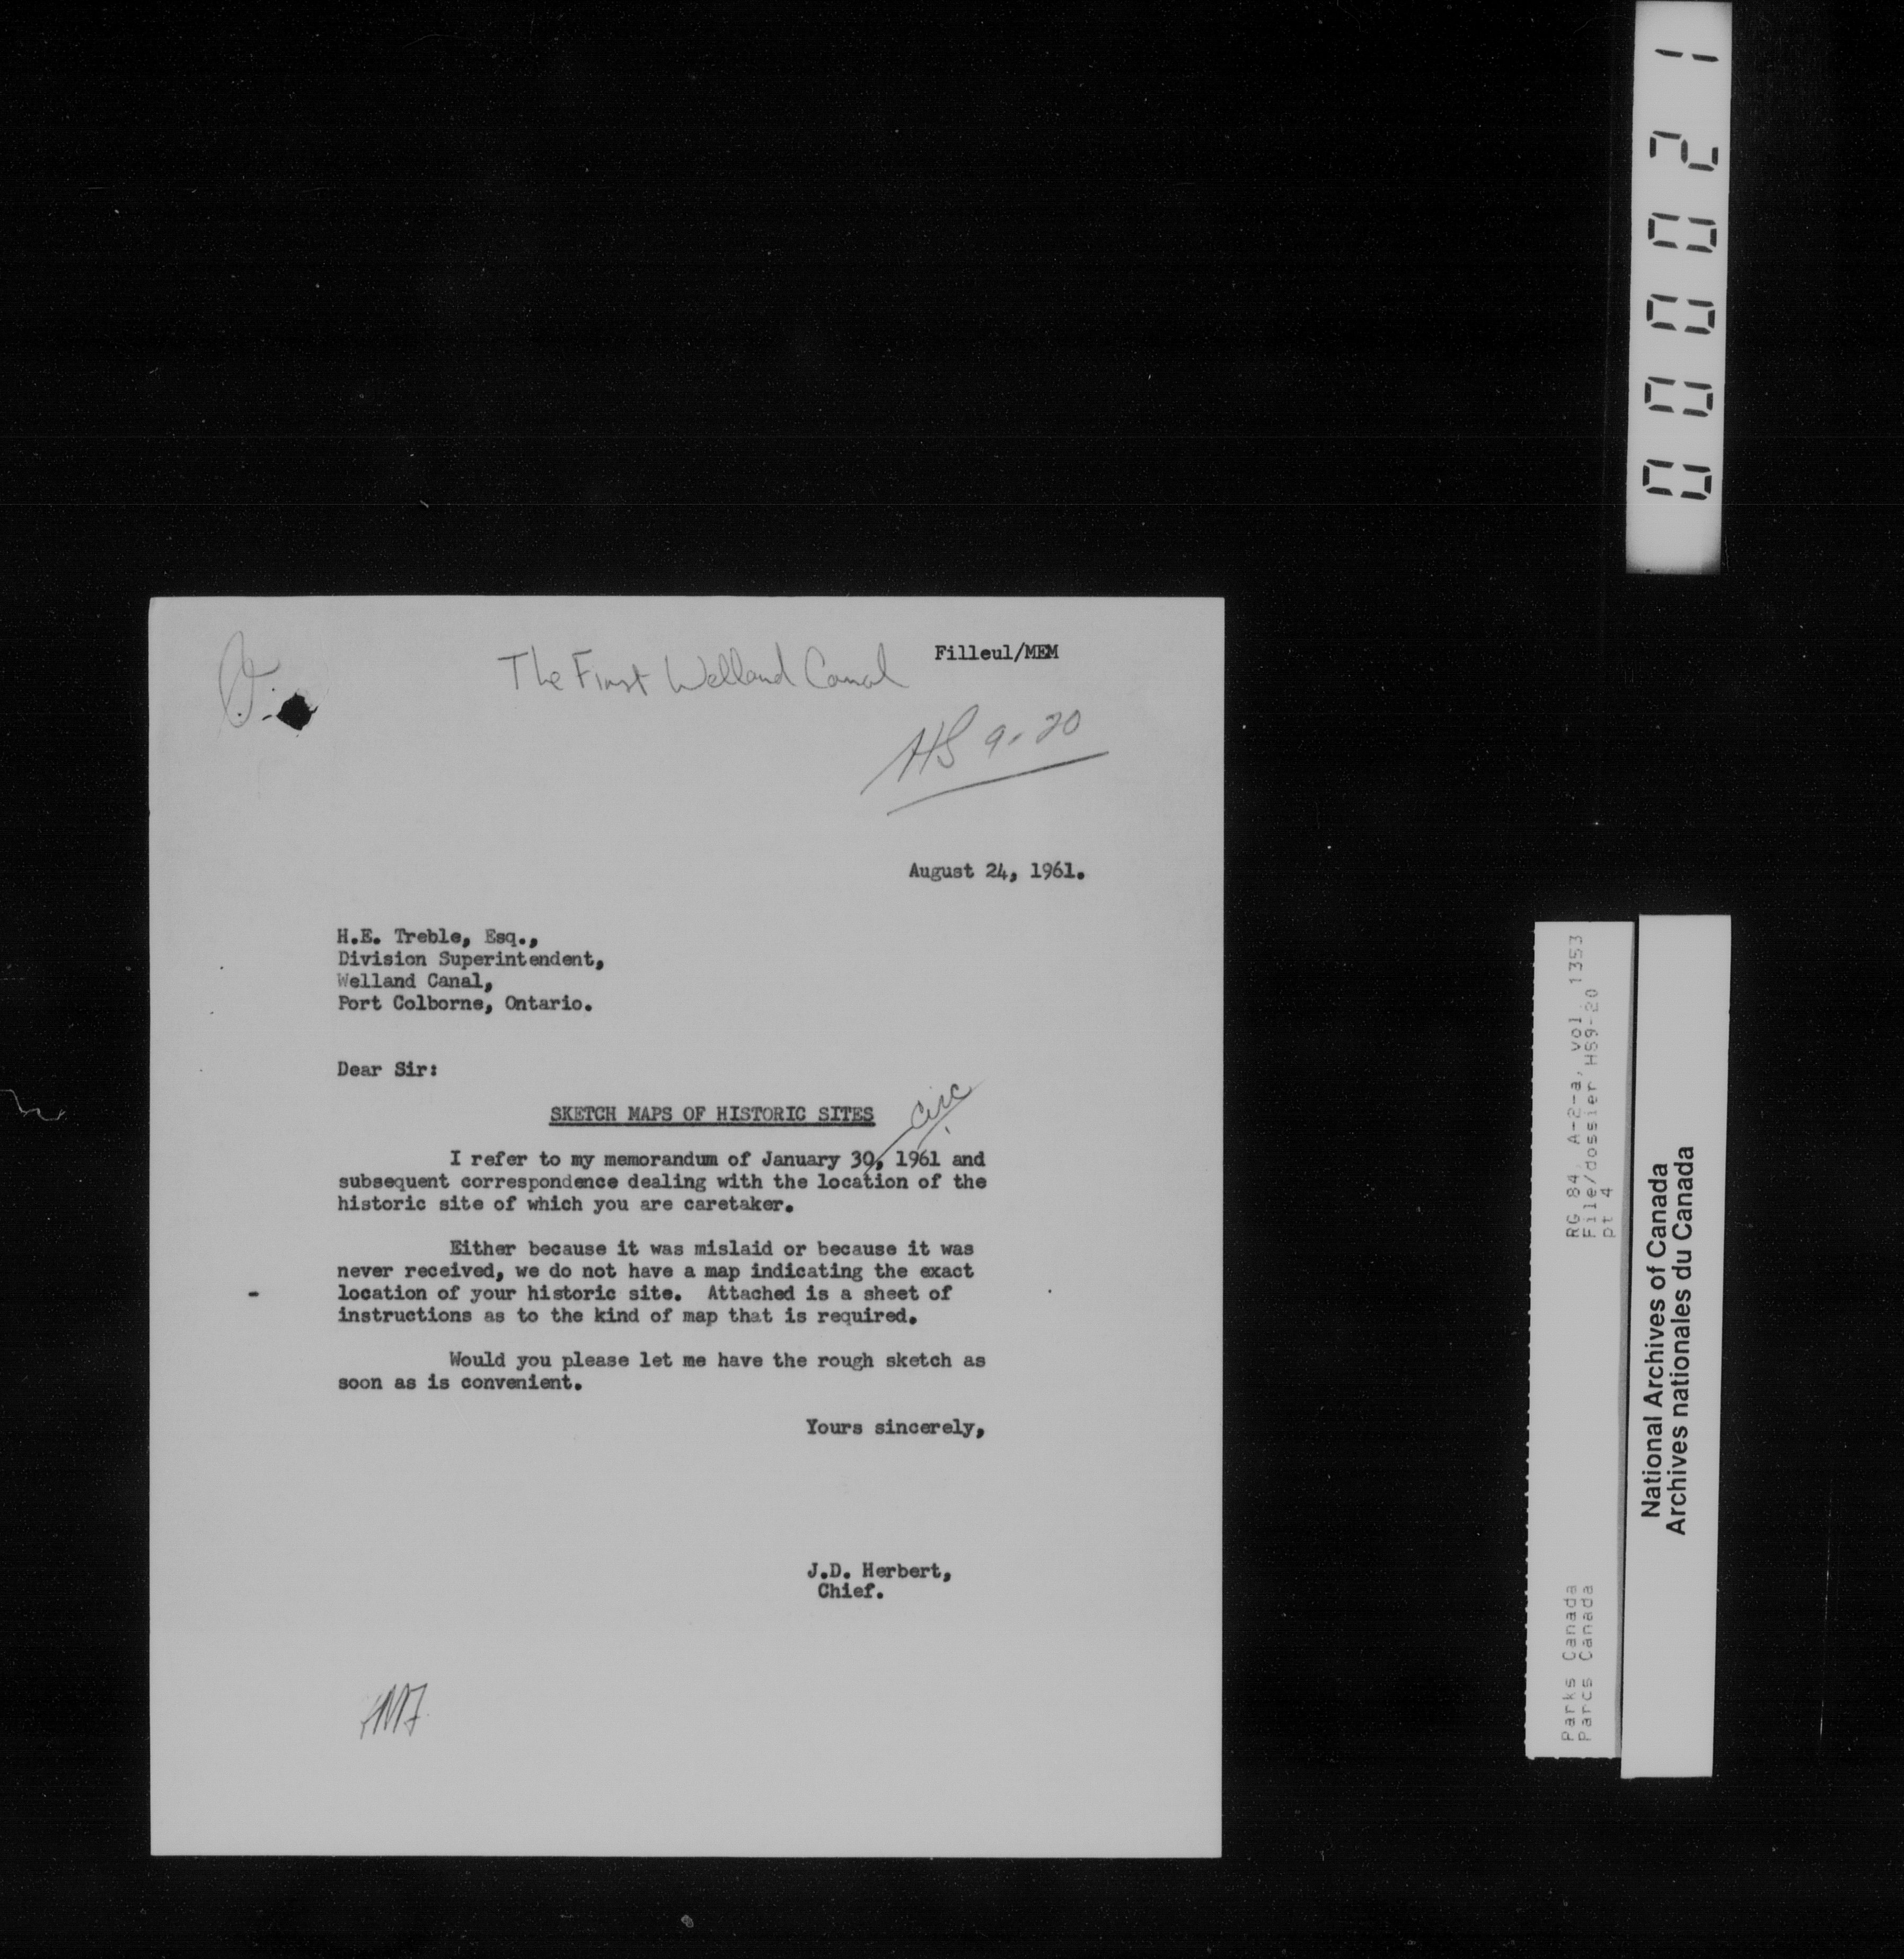 The First Welland Canal
Filleul/MEM
HS 9-20
August 24, 1961.
H.E. Treble, Esq.,
Division Superintendent,
Welland Canal,
Port Colborne, Ontario.
Dear Sir:
circ
SKETCH MAPS OF HISTORIC SITES
I refer to my memorandum of January 30, 1961 and
subsequent correspondence dealing with the location of the
historic site of which you are caretaker.
Either because it was mislaid or because it was
never received, we do not have a map indicating the exact
location of your historic site. Attached is a sheet of
instructions as to the kind of map that is required.
Would you please let me have the rough sketch as
soon as is convenient.
Yours sincerely,
J.D. Herbert,
Chief.
000021
RG 84, A-2-a, vol. 1353
File/dossier HS9-20
pt 4
Parks Canada
Parcs Canada
National Archives of Canada
Archives nationales du Canada